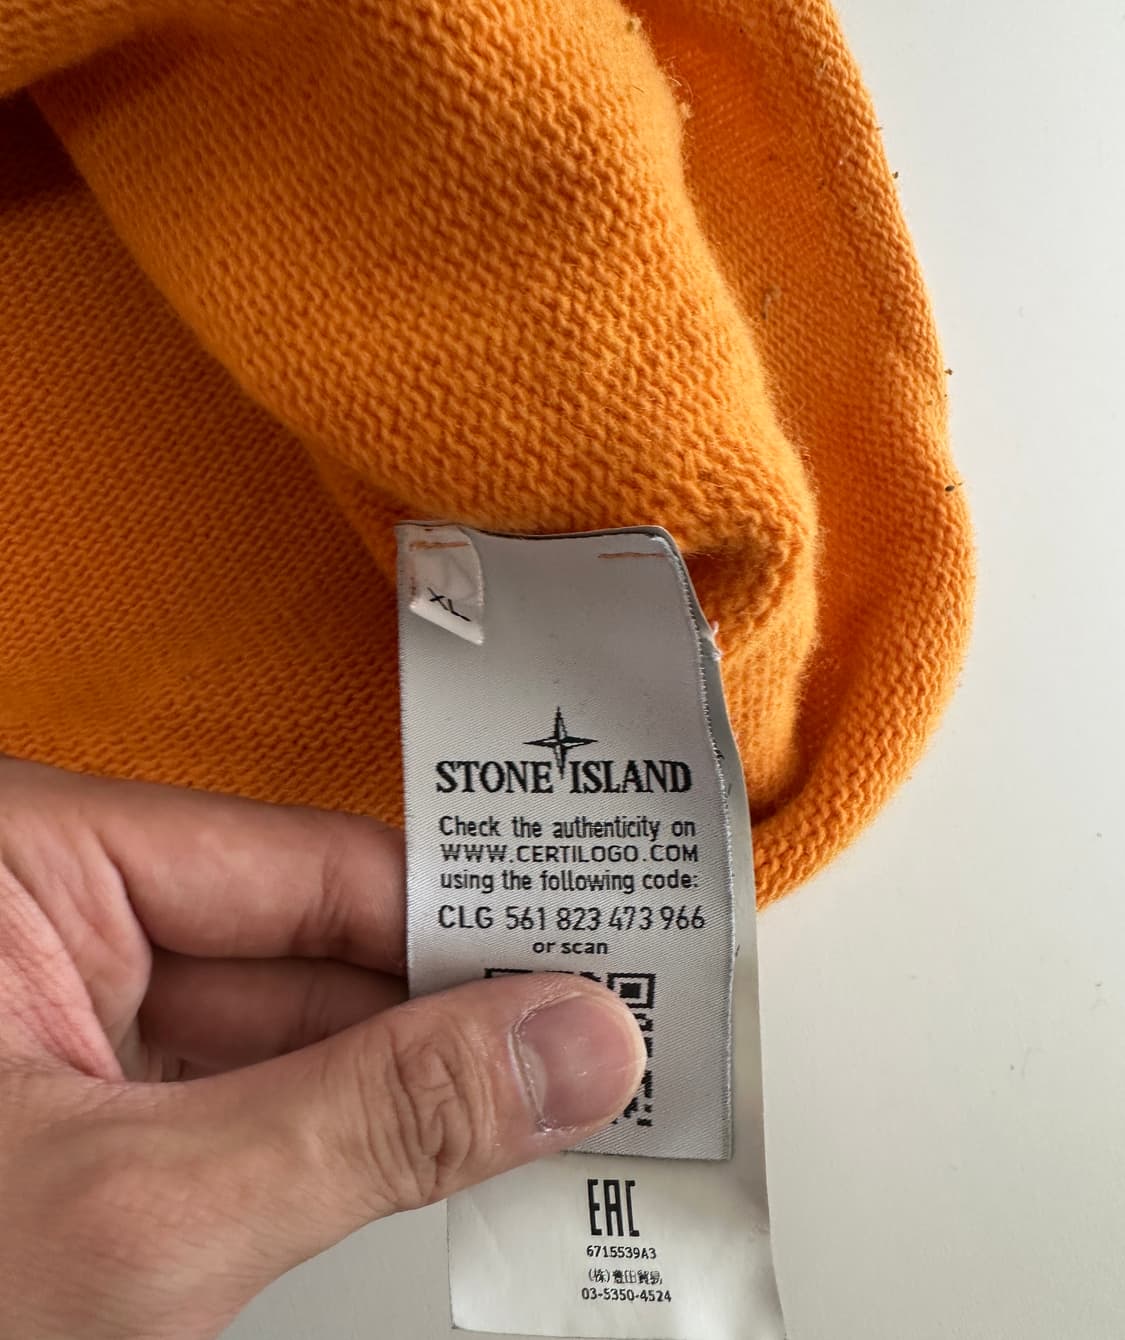 XL
STONE ISLAND
Check the authenticity on
WWW.CERTILOGO.COM
using the following code:
CLG 561 823 473 966
or scan
EAC
6715539A3
(株)豊田貿易
03-5350-4524